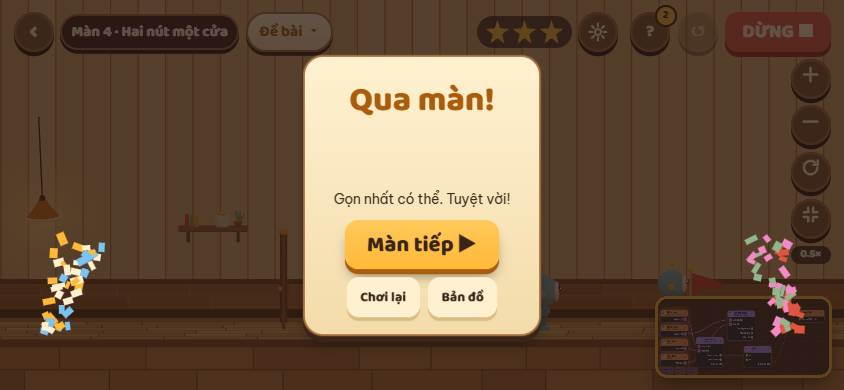 Màn 4 · Hai nút một cửa
Đề bài
2
?
DỪNG
Qua màn!
Gọn nhất có thể. Tuyệt vời!
Màn tiếp
Chơi lại
Bản đồ
0.5×